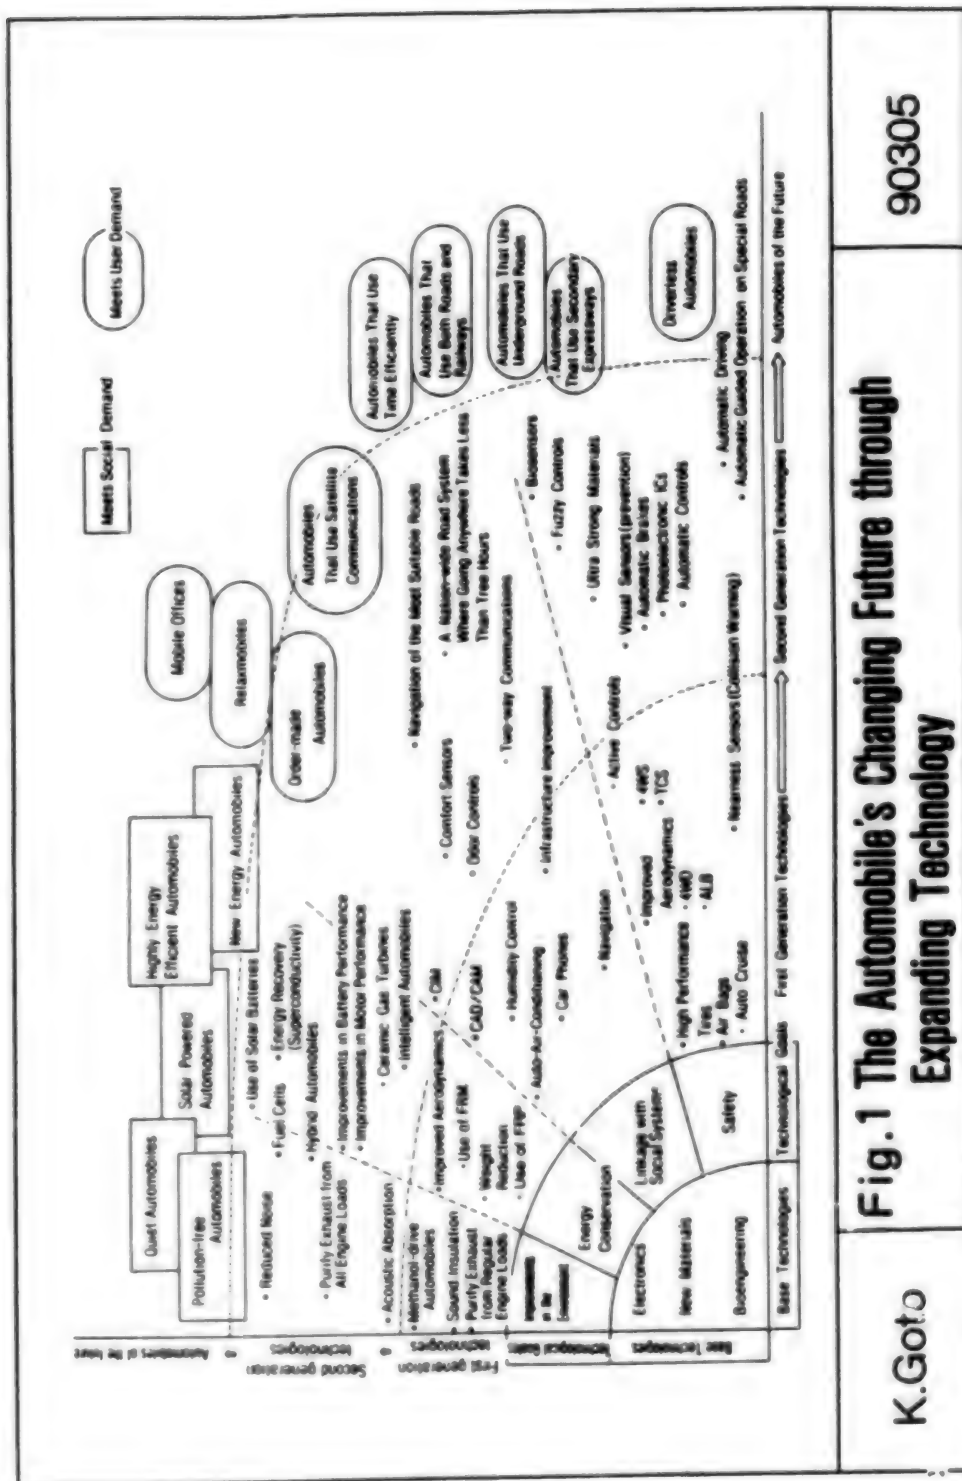 Meets Social Demand
Meets User Demand
Quiet Automobiles
Pollution-free
Automobiles
Solar Powered
Automobiles
Highly Energy
Efficient Automobiles
New Energy Automobiles
Mobile Offices
Relaxmobiles
Order-made
Automobiles
Automobiles
That Use Satellite
Communications
Automobiles That Use
Time Efficiently
Automobiles That
Use Both Roads and
Railways
Automobiles That Use
Underground Roads
Automobiles
That Use Secondary
Expressways
Driverless
Automobiles
• Reduced Noise
• Purify Exhaust from
All Engine Loads
• Acoustic Absorption
• Methanol-drive
Automobiles
• Sound Insulation
• Purify Exhaust
from Regular
Engine Loads
• Use of Solar Batteries
• Fuel Cells
• Energy Recovery
(Superconductivity)
• Hybrid Automobiles
• Improvements in Battery Performance
• Improvements in Motor Performance
• Ceramic Gas Turbines
• Intelligent Automobiles
• Improved Aerodynamics
• CIM
• Use of FRM
• CAD/CAM
• Weight
Reduction
• Use of FRP
• Humidity Control
• Auto-Air-Conditioning
• Car Phones
• Navigation
• Navigation of the Most Suitable Roads
• A Nation-wide Road System
Where Going Anywhere Takes Less
Than Tree Hours
• Comfort Sensors
• Odor Controls
• Two-way Communications
• Infrastructure Improvement
• Biosensors
• Fuzzy Controls
• Ultra Strong Materials
• Visual Sensors(prevention)
• Automatic Brakes
• Photoelectronic ICs
• Automatic Controls
• Active Controls
• 4WS
• TCS
• Improved
Aerodynamics
• 4WD
• ALB
• High Performance
Tires
• Air Bags
• Auto Cruise
• Nearness Sensors(Collision Warning)
• Automatic Driving
• Automatic Guided Operation on Special Roads
Energy
Conservation
Linkage with
Social Systems
Safety
Electronics
New Materials
Bioengineering
Automobiles of the future
Second generation
technologies
First generation
technologies
Base Technologies
Base Technologies
Technological Goals
First Generation Technologies
Second Generation Technologies
Automobiles of the Future
K.Goto
Fig.1 The Automobile's Changing Future through
Expanding Technology
90305